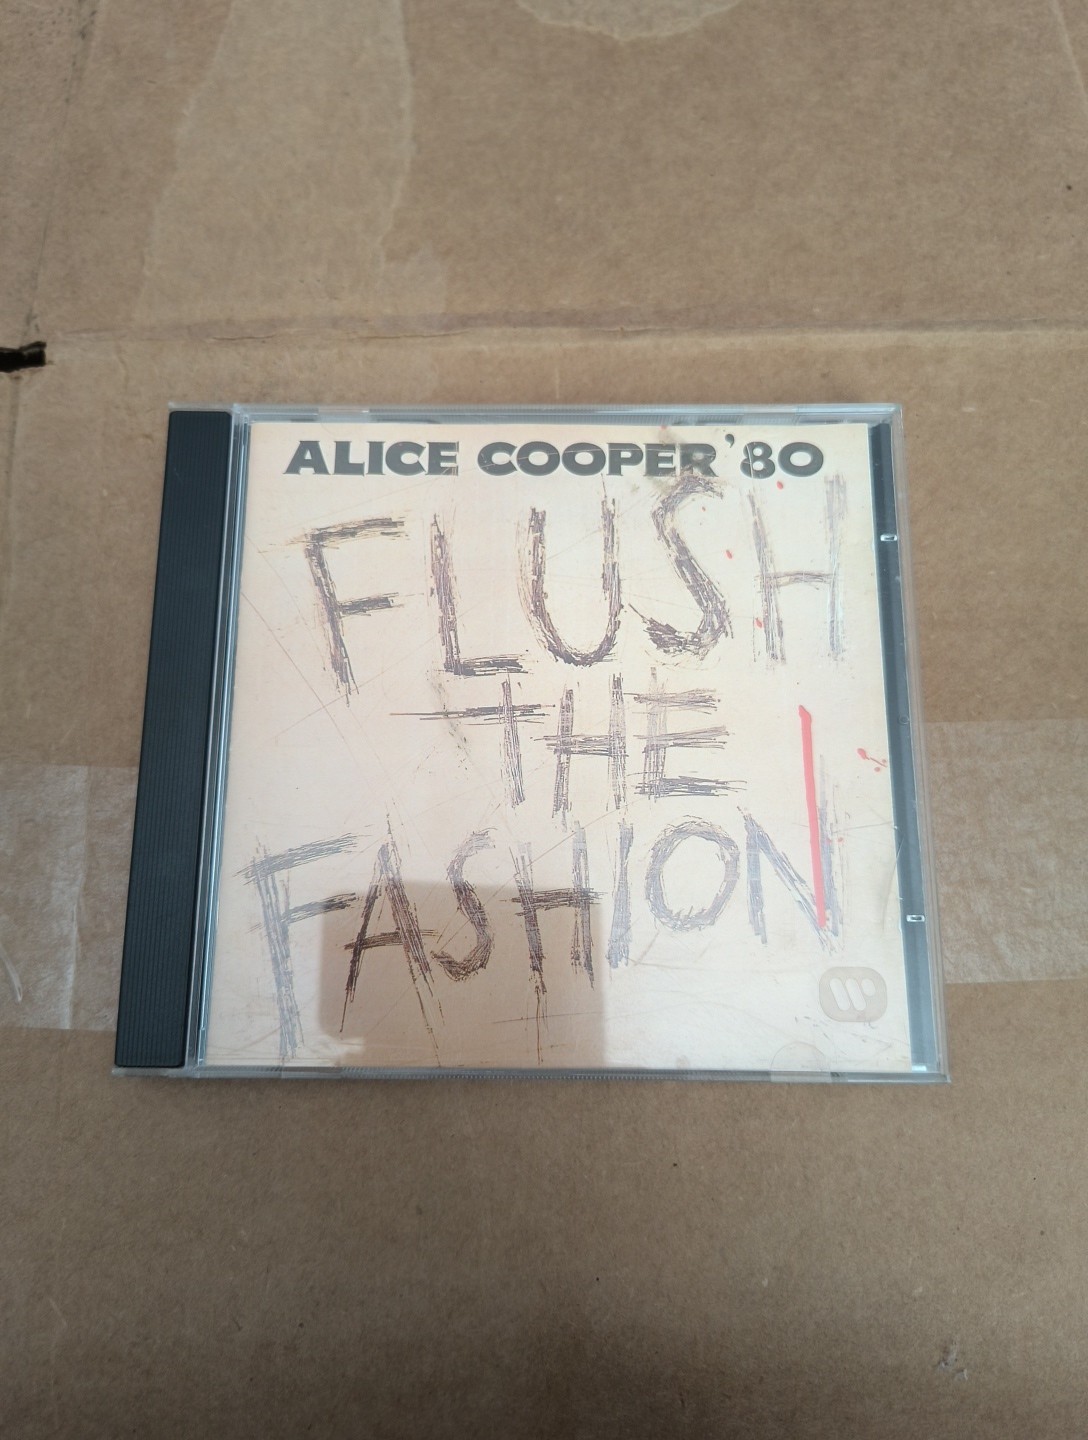 ALICE COOPER '80
FLUSH
THE
FASHION